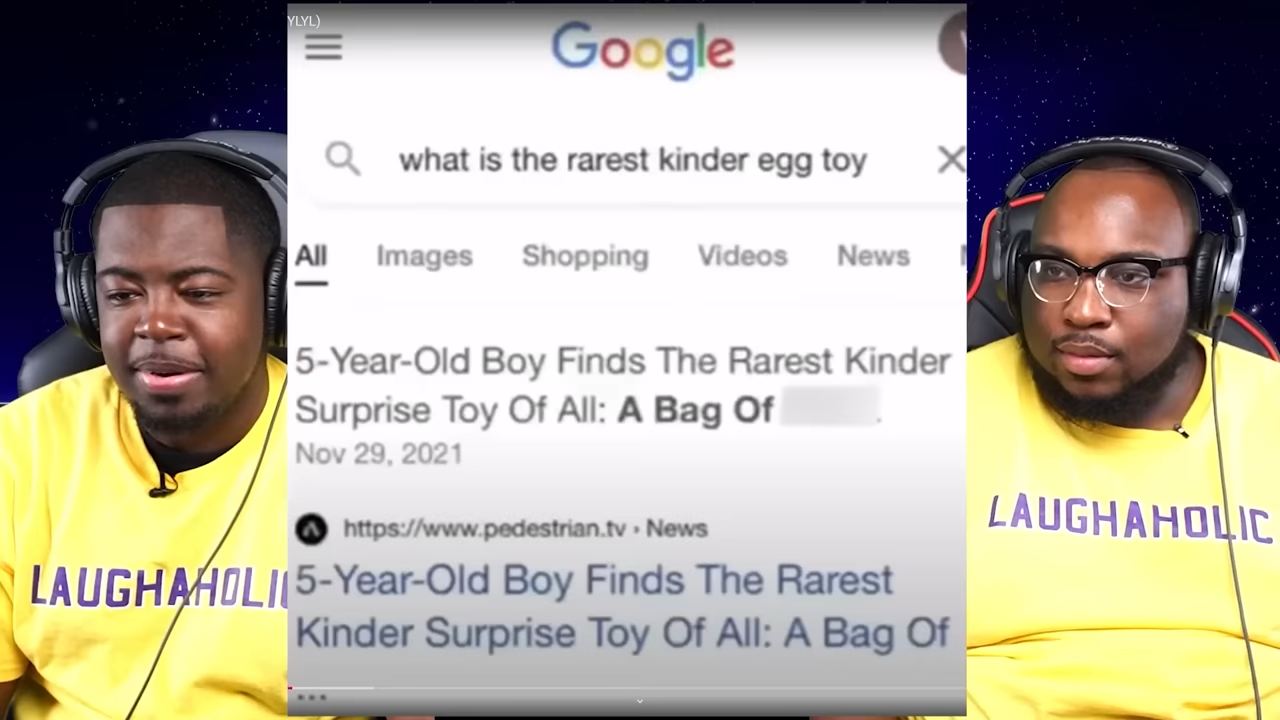 YLYL)
Google
what is the rarest kinder egg toy
All Images Shopping Videos News
5-Year-Old Boy Finds The Rarest Kinder
Surprise Toy Of All: A Bag Of
Nov 29, 2021
https://www.pedestrian.tv › News
5-Year-Old Boy Finds The Rarest
Kinder Surprise Toy Of All: A Bag Of
LAUGHAHOLIC
LAUGHAHOLIC